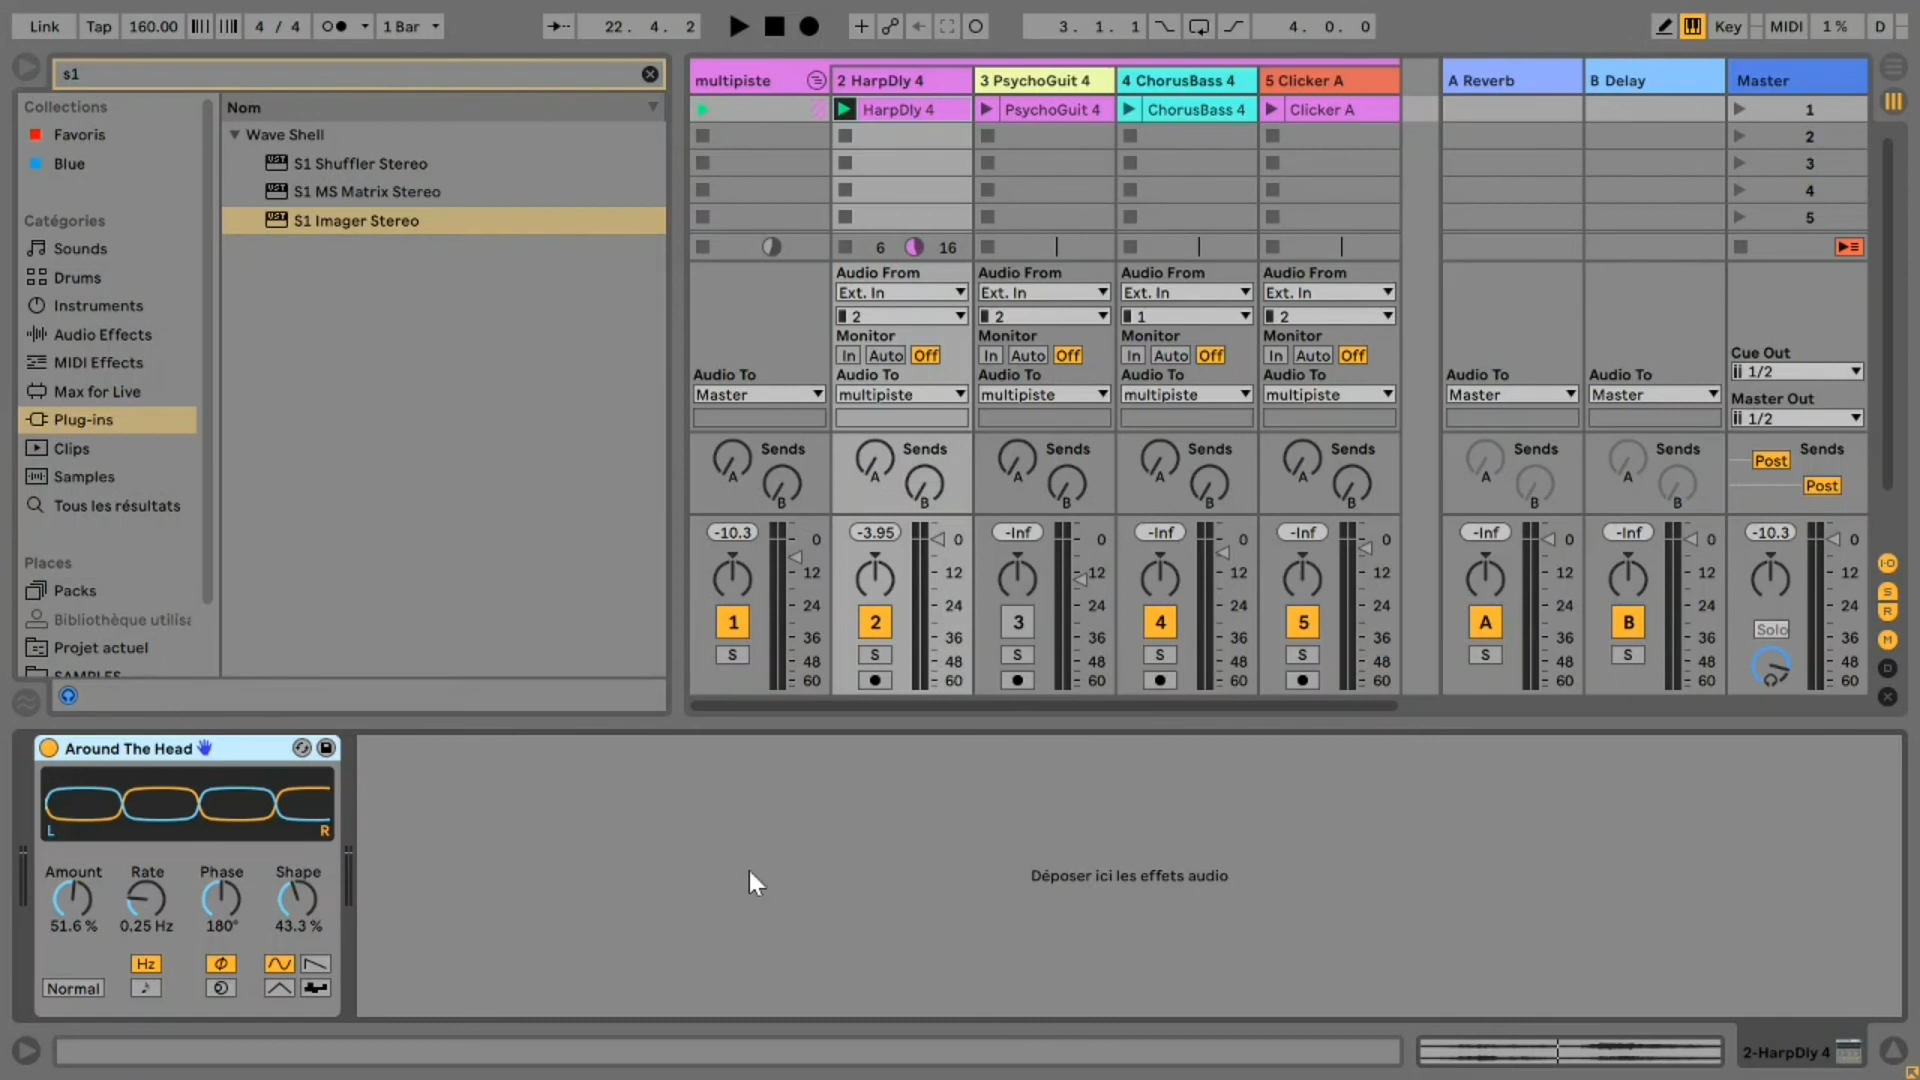 Link Tap 160.00 4 / 4 1 Bar 22. 4. 2 3. 1. 1 4. 0. 0 Key MIDI 1 % D
s1
Collections
Favoris
Blue
Catégories
Sounds
Drums
Instruments
Audio Effects
MIDI Effects
Max for Live
Plug-ins
Clips
Samples
Tous les résultats
Places
Packs
Bibliothèque utilis
Projet actuel
SAMPLES
Nom
Wave Shell
S1 Shuffler Stereo
S1 MS Matrix Stereo
S1 Imager Stereo
multipiste 2 HarpDly 4 3 PsychoGuit 4 4 ChorusBass 4 5 Clicker A A Reverb B Delay Master
HarpDly 4 PsychoGuit 4 ChorusBass 4 Clicker A 1
2
3
4
5
6 16
Audio From Audio From Audio From Audio From
Ext. In Ext. In Ext. In Ext. In
2 2 1 2
Monitor Monitor Monitor Monitor
In Auto Off In Auto Off In Auto Off In Auto Off Cue Out
1/2
Audio To Audio To Audio To Audio To Audio To Audio To Audio To
Master multipiste multipiste multipiste multipiste Master Master
Master Out
1/2
Sends Sends Sends Sends Sends Sends Sends Sends
A A A A A A A Post
B B B B B B B Post
-10.3 -3.95 -Inf -Inf -Inf -Inf -Inf -10.3
0 0 0 0 0 0 0 0
12 12 12 12 12 12 12 12
24 24 24 24 24 24 24 24
1 2 3 4 5 A B Solo
36 36 36 36 36 36 36 36
S S S S S S S
48 48 48 48 48 48 48 48
60 60 60 60 60 60 60 60
I·O
S
R
M
D
Around The Head
L R
Amount Rate Phase Shape
51.6 % 0.25 Hz 180° 43.3 %
Hz
Normal
Déposer ici les effets audio
2-HarpDly 4